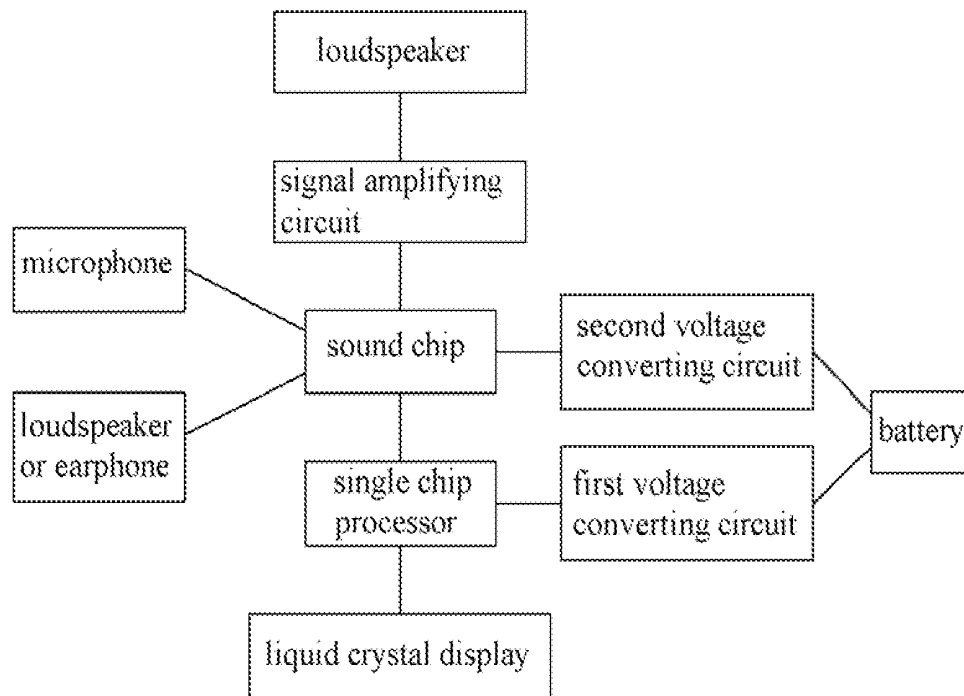 loudspeaker
signal amplifying
circuit
microphone
sound chip
second voltage
converting circuit
loudspeaker
or earphone
battery
single chip
processor
first voltage
converting circuit
liquid crystal display